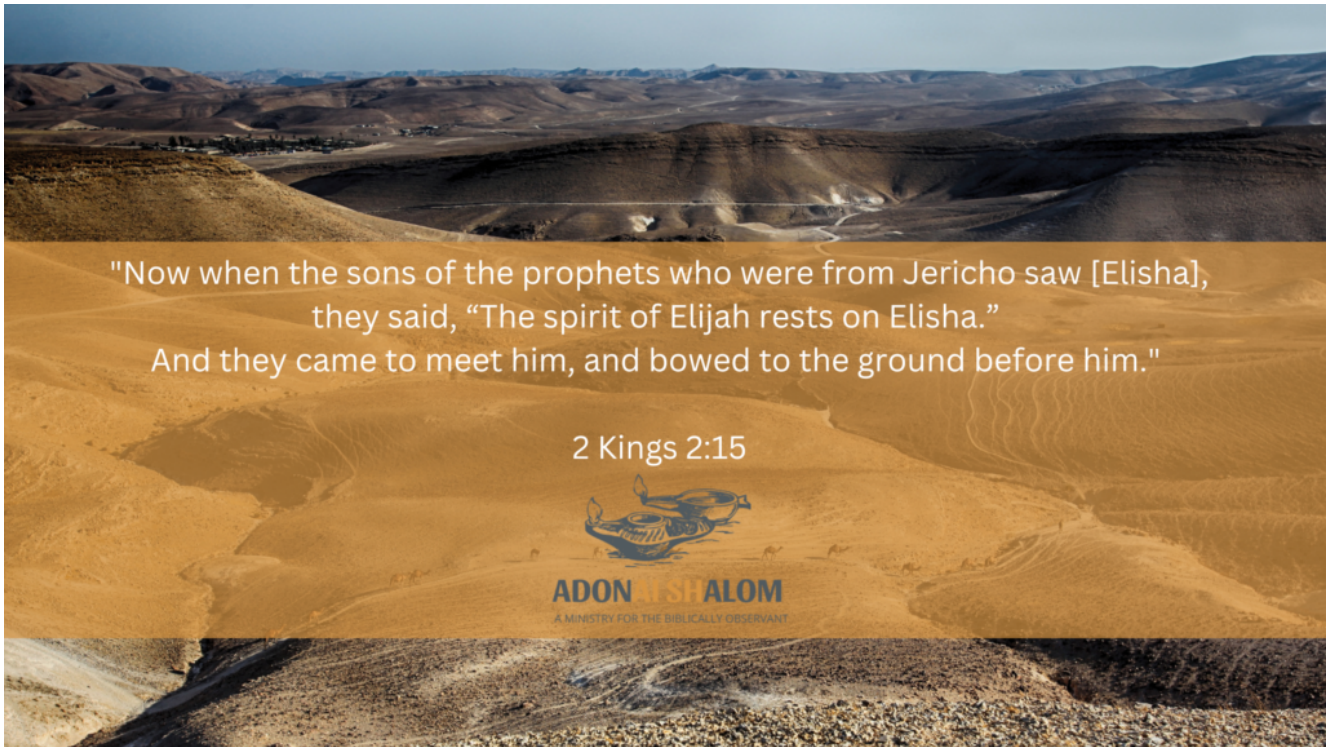 "Now when the sons of the prophets who were from Jericho saw [Elisha],
they said, “The spirit of Elijah rests on Elisha.”
And they came to meet him, and bowed to the ground before him."
2 Kings 2:15
ADONAI SHALOM
A MINISTRY FOR THE BIBLICALLY OBSERVANT